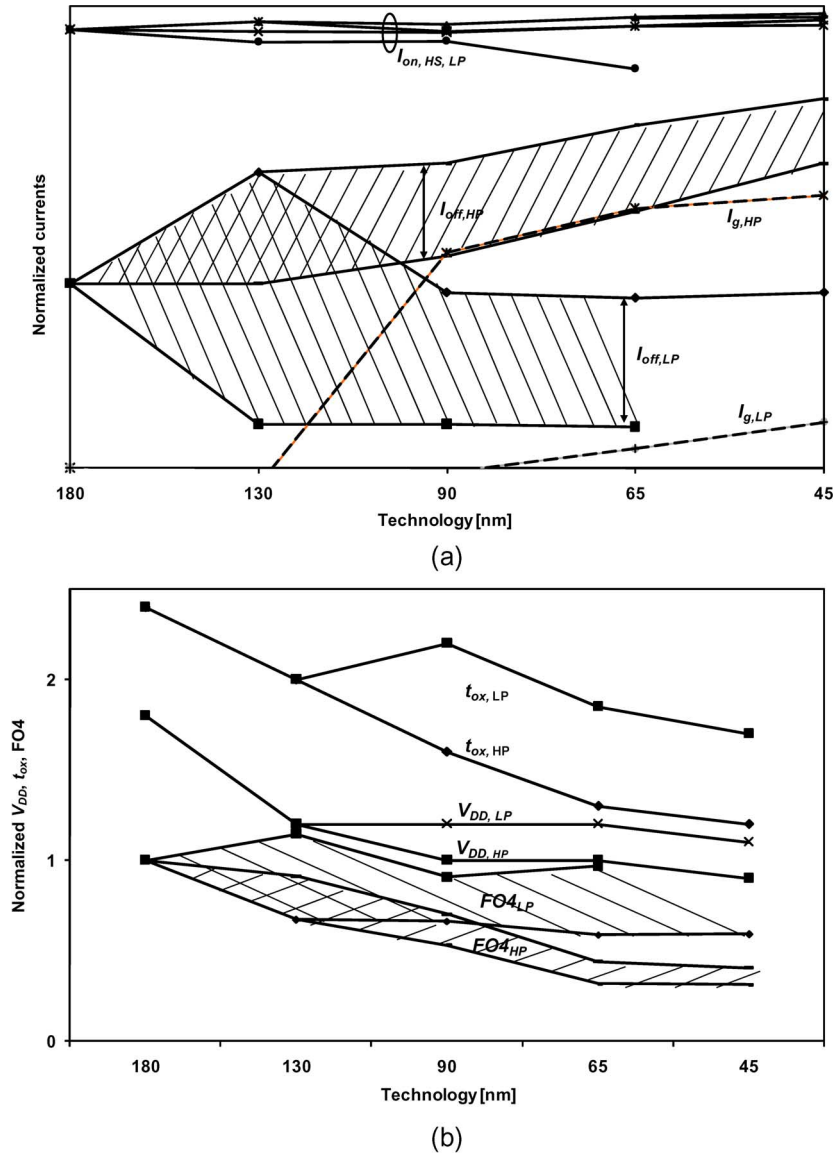 Normalized currents
I_on, HS, LP
I_off,HP
I_g,HP
I_off,LP
I_g,LP
180 130 90 65 45
Technology [nm]
(a)
Normalized V_DD, t_ox, FO4
2
1
0
t_ox, LP
t_ox, HP
V_DD, LP
V_DD, HP
FO4_LP
FO4_HP
180 130 90 65 45
Technology [nm]
(b)